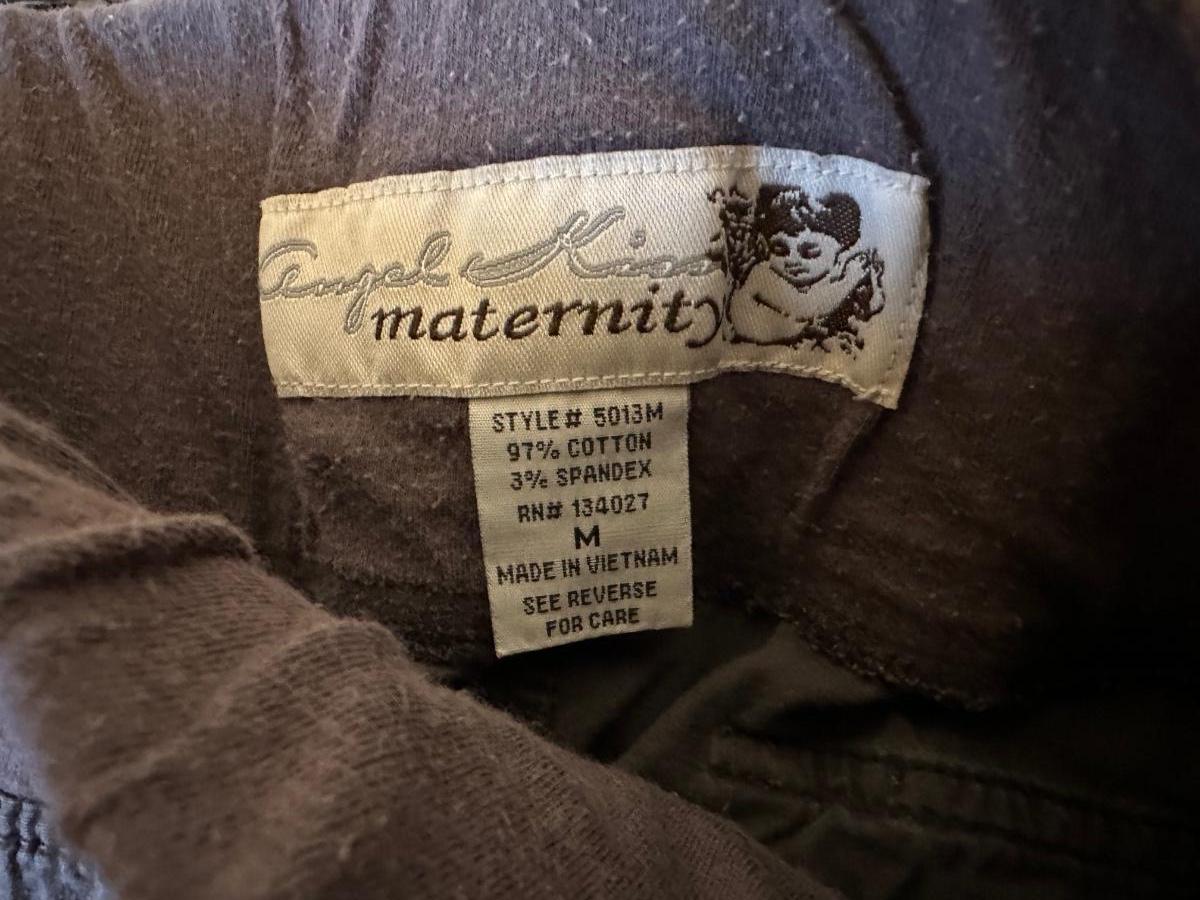 Angel Kiss
maternity
STYLE# 5013M
97% COTTON
3% SPANDEX
RN# 134027
M
MADE IN VIETNAM
SEE REVERSE
FOR CARE